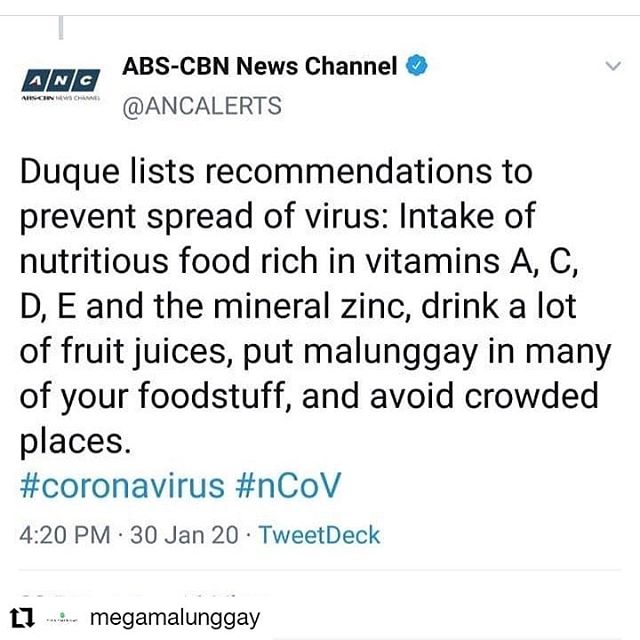 ANC
ABS-CBN NEWS CHANNEL
ABS-CBN News Channel
@ANCALERTS
Duque lists recommendations to
prevent spread of virus: Intake of
nutritious food rich in vitamins A, C,
D, E and the mineral zinc, drink a lot
of fruit juices, put malunggay in many
of your foodstuff, and avoid crowded
places.
#coronavirus #nCoV
4:20 PM · 30 Jan 20 · TweetDeck
megamalunggay